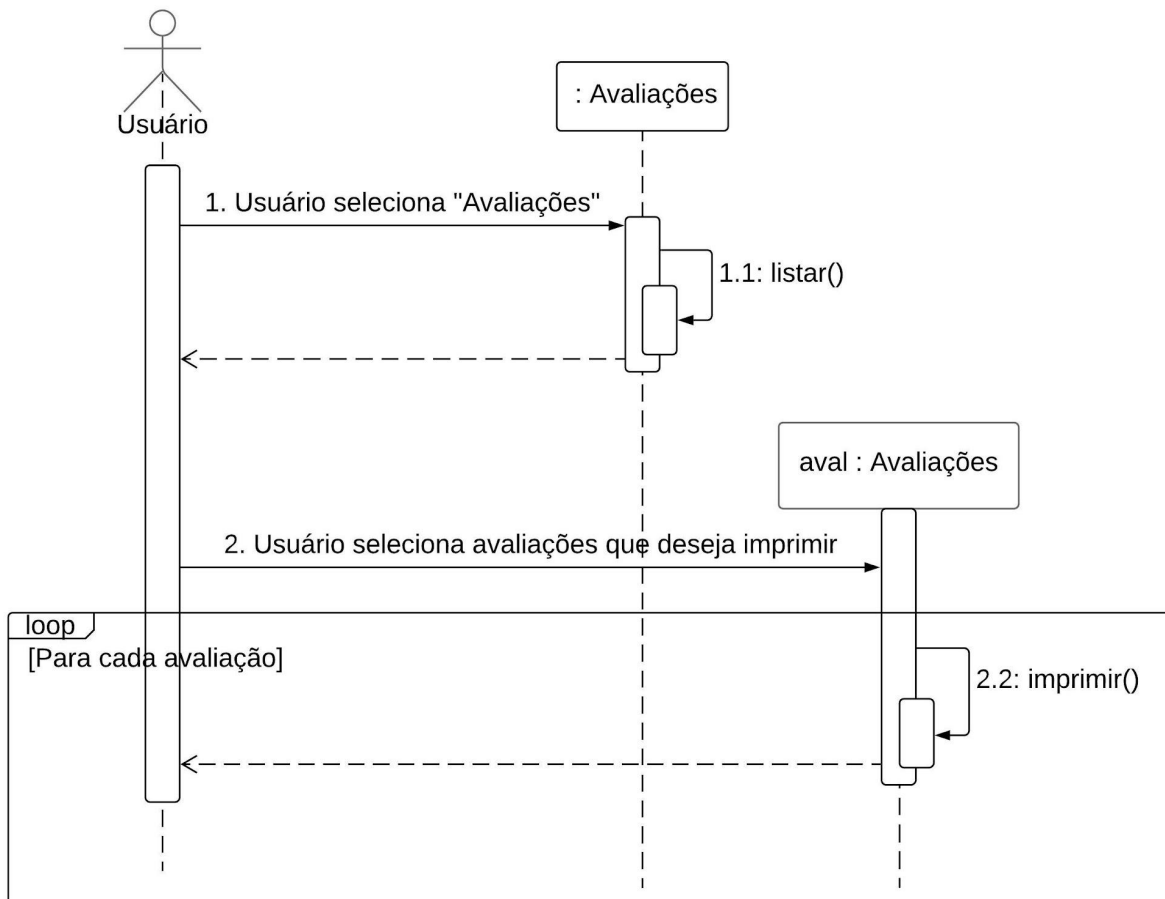 Usuário
: Avaliações
1. Usuário seleciona "Avaliações"
1.1: listar()
aval : Avaliações
2. Usuário seleciona avaliações que deseja imprimir
loop
[Para cada avaliação]
2.2: imprimir()